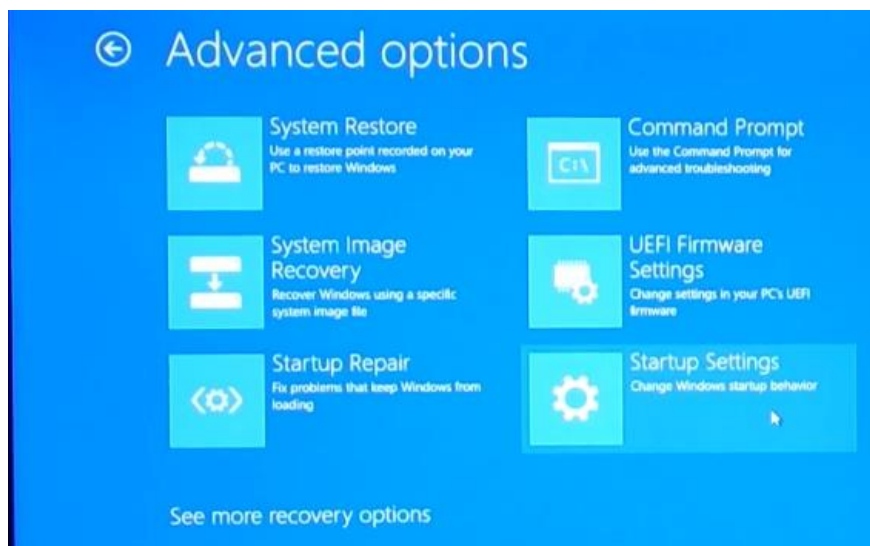 Advanced options
System Restore
Use a restore point recorded on your
PC to restore Windows
Command Prompt
Use the Command Prompt for
advanced troubleshooting
C:\
System Image
Recovery
Recover Windows using a specific
system image file
UEFI Firmware
Settings
Change settings in your PC's UEFI
firmware
Startup Repair
Fix problems that keep Windows from
loading
Startup Settings
Change Windows startup behavior
See more recovery options